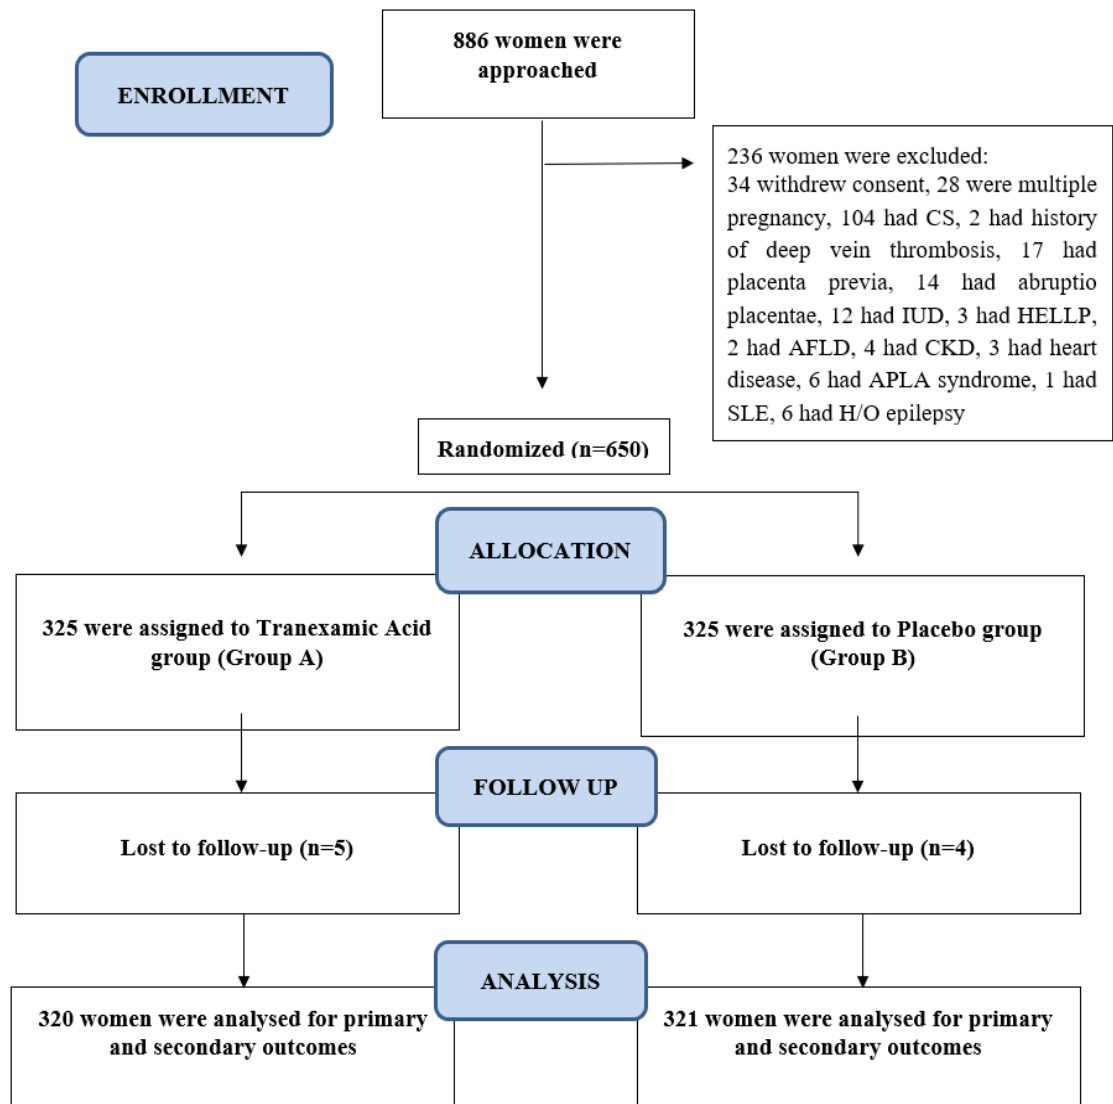 886 women were
approached
ENROLLMENT
236 women were excluded:
34 withdrew consent, 28 were multiple
pregnancy, 104 had CS, 2 had history
of deep vein thrombosis, 17 had
placenta previa, 14 had abruptio
placentae, 12 had IUD, 3 had HELLP,
2 had AFLD, 4 had CKD, 3 had heart
disease, 6 had APLA syndrome, 1 had
SLE, 6 had H/O epilepsy
Randomized (n=650)
ALLOCATION
325 were assigned to Tranexamic Acid
group (Group A)
325 were assigned to Placebo group
(Group B)
FOLLOW UP
Lost to follow-up (n=5)
Lost to follow-up (n=4)
ANALYSIS
320 women were analysed for primary
and secondary outcomes
321 women were analysed for primary
and secondary outcomes